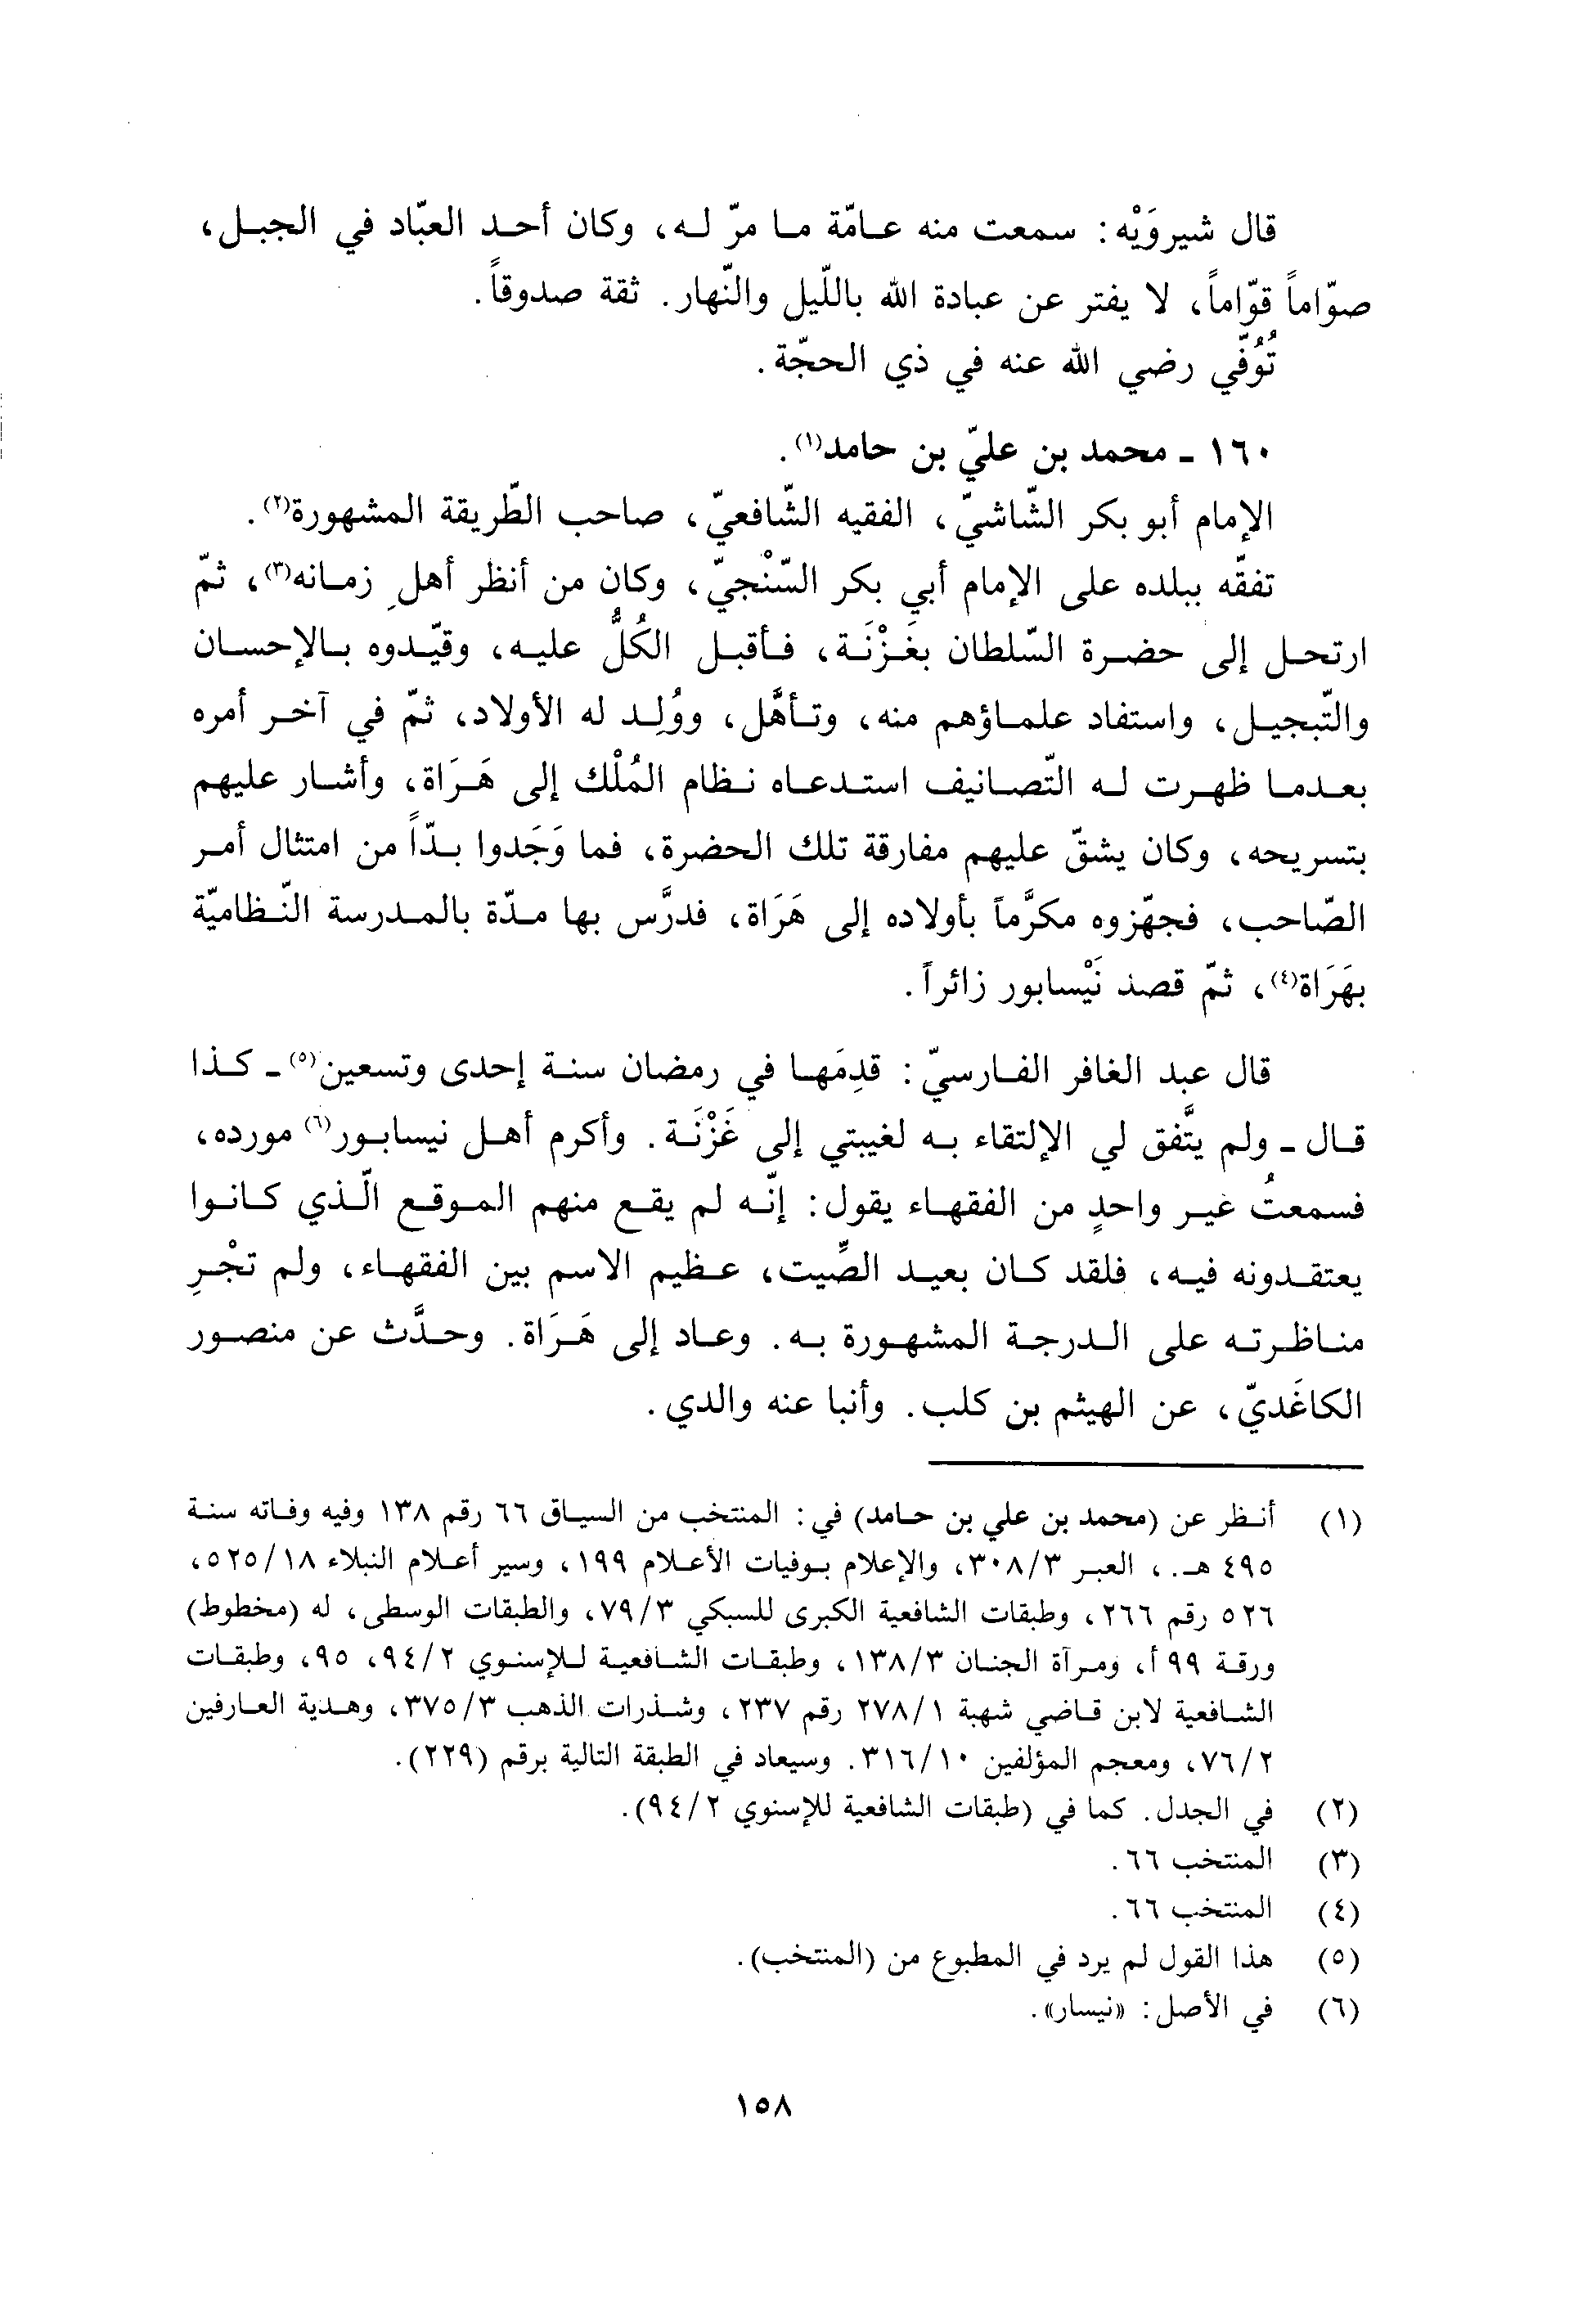 قال شيروَيْه: سمعت منه عامّة ما مرّ له، وكان أحد العبّاد في الجبل،
صوّاماً قوّاماً، لا يفتر عن عبادة الله بالليل والنّهار. ثقة صدوقاً.
تُوُفّي رضي الله عنه في ذي الحجّة.
١٦٠ - محمد بن عليّ بن حامد(١).
الإمام أبو بكر الشّاشيّ، الفقيه الشّافعيّ، صاحب الطّريقة المشهورة(٢).
تفقّه ببلده على الإمام أبي بكر السّنْجيّ، وكان من أنظر أهلِ زمانه(٣)، ثمّ
ارتحل إلى حضرة السّلطان بغَزْنَة، فأقبل الكُلُّ عليه، وقيّدوه بالإحسان
والتّبجيل، واستفاد علماؤهم منه، وتأهَّل، ووُلِد له الأولاد، ثمّ في آخر أمره
بعدما ظهرت له التّصانيف استدعاه نظام المُلْك إلى هَرَاة، وأشار عليهم
بتسريحه، وكان يشقّ عليهم مفارقة تلك الحضرة، فما وَجَدوا بدّاً من امتثال أمر
الصّاحب، فجهّزوه مكرَّماً بأولاده إلى هَرَاة، فدرَّس بها مدّة بالمدرسة النّظاميّة
بهَرَاة(٤)، ثمّ قصد نَيْسابور زائراً.
قال عبد الغافر الفارسيّ: قدِمَها في رمضان سنة إحدى وتسعين(٥) - كذا
قال - ولم يتَّفق لي الإلتقاء به لغيبتي إلى غَزْنَة. وأكرم أهل نيسابور(٦) مورده،
فسمعتُ غير واحدٍ من الفقهاء يقول: إنّه لم يقع منهم الموقع الّذي كانوا
يعتقدونه فيه، فلقد كان بعيد الصِّيت، عظيم الاسم بين الفقهاء، ولم تجْرِ
مناظرته على الدرجة المشهورة به. وعاد إلى هَرَاة. وحدَّث عن منصور
الكاغَديّ، عن الهيثم بن كلب. وأنبا عنه والدي.
(١) أنظر عن (محمد بن علي بن حامد) في: المنتخب من السياق ٦٦ رقم ١٣٨ وفيه وفاته سنة
٤٩٥ هـ.، العبر ٣/٣٠٨، والإعلام بوفيات الأعلام ١٩٩، وسير أعلام النبلاء ١٨/٥٢٥،
٥٢٦ رقم ٢٦٦، وطبقات الشافعية الكبرى للسبكي ٣/٧٩، والطبقات الوسطى، له (مخطوط)
ورقة ٩٩أ، ومرآة الجنان ٣/١٣٨، وطبقات الشافعية للإسنوي ٢/٩٤، ٩٥، وطبقات
الشافعية لابن قاضي شهبة ١/٢٧٨ رقم ٢٣٧، وشذرات الذهب ٣/٣٧٥، وهدية العارفين
٢/٧٦، ومعجم المؤلفين ١٠/٣١٦. وسيعاد في الطبقة التالية برقم (٢٢٩).
(٢) في الجدل. كما في (طبقات الشافعية للإسنوي ٢/٩٤).
(٣) المنتخب ٦٦.
(٤) المنتخب ٦٦.
(٥) هذا القول لم يرد في المطبوع من (المنتخب).
(٦) في الأصل: «نيسار».
١٥٨